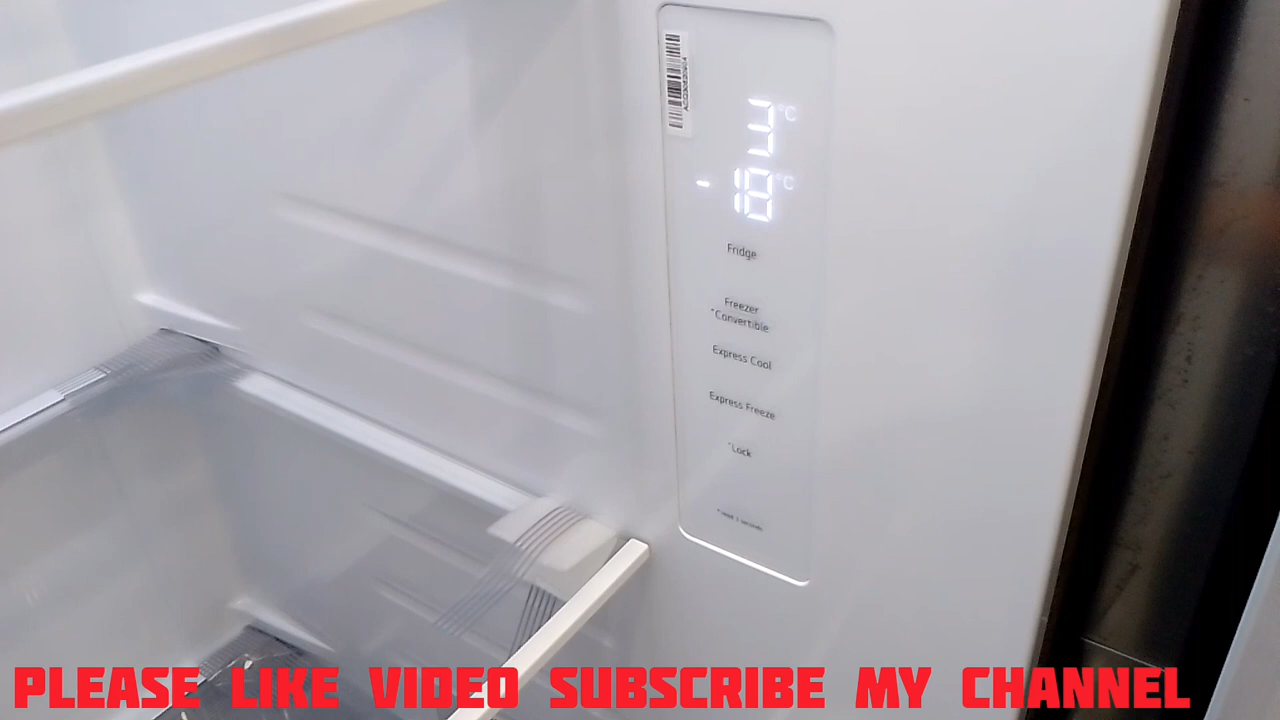 3°C
-18°C
Fridge
Freezer
*Convertible
Express Cool
Express Freeze
*Lock
PLEASE LIKE VIDEO SUBSCRIBE MY CHANNEL